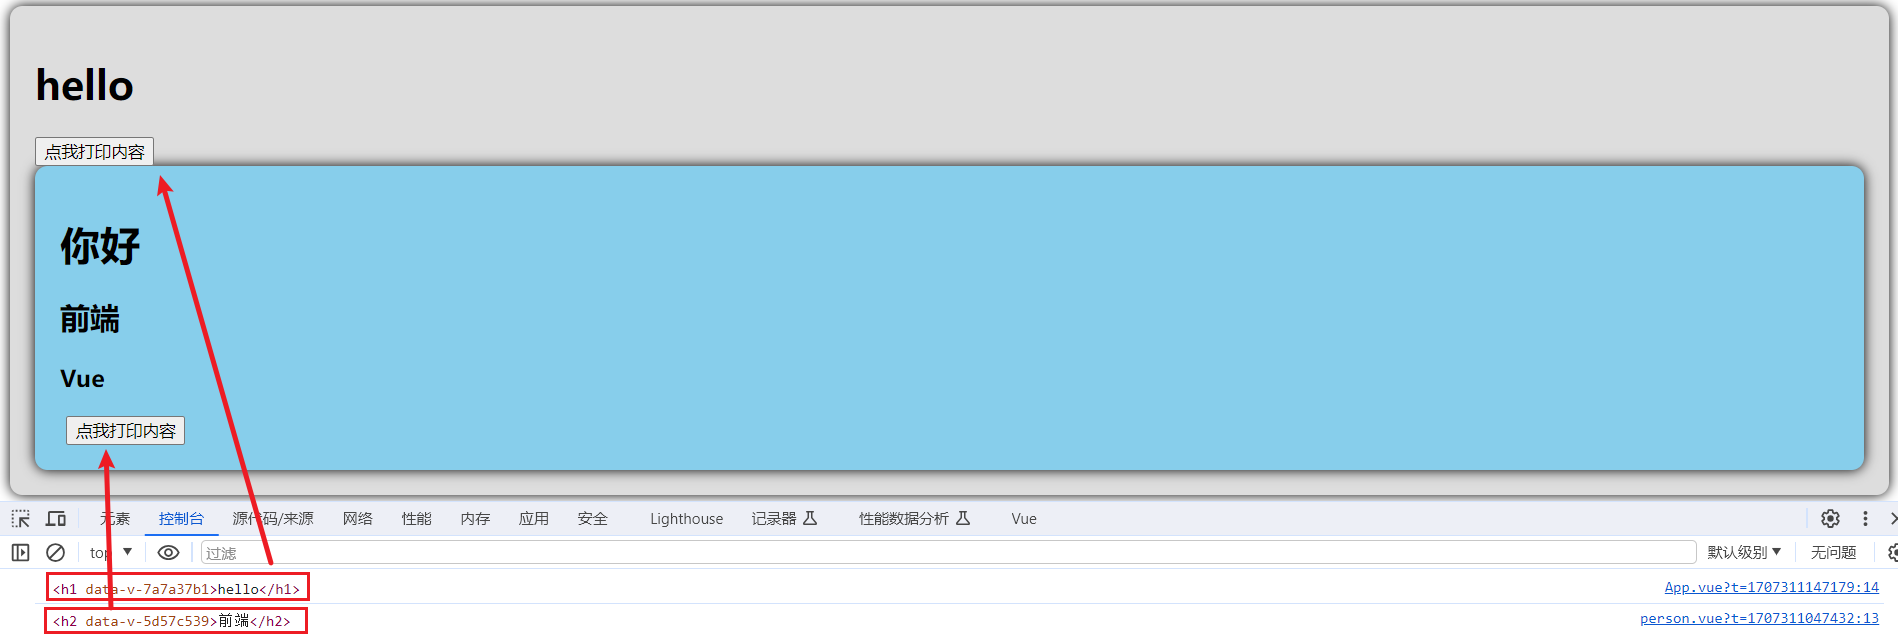 hello
点我打印内容
你好
前端
Vue
点我打印内容
元素 控制台 源代码/来源 网络 性能 内存 应用 安全 Lighthouse 记录器 性能数据分析 Vue
top 过滤 默认级别 无问题
<h1 data-v-7a7a37b1>hello</h1> App.vue?t=1707311147179:14
<h2 data-v-5d57c539>前端</h2> person.vue?t=1707311047432:13